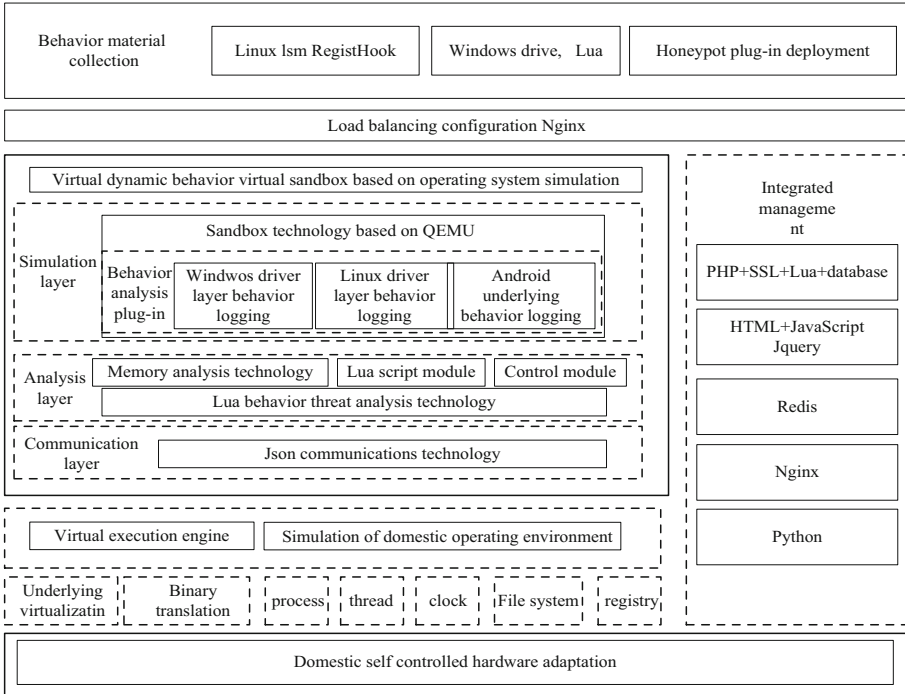 Behavior material
collection
Linux lsm RegistHook
Windows drive, Lua
Honeypot plug-in deployment
Load balancing configuration Nginx
Virtual dynamic behavior virtual sandbox based on operating system simulation
Simulation
layer
Sandbox technology based on QEMU
Behavior
analysis
plug-in
Windwos driver
layer behavior
logging
Linux driver
layer behavior
logging
Android
underlying
behavior logging
Analysis
layer
Memory analysis technology
Lua script module
Control module
Lua behavior threat analysis technology
Communication
layer
Json communications technology
Virtual execution engine
Simulation of domestic operating environment
Underlying
virtualizatin
Binary
translation
process
thread
clock
File system
registry
Integrated
manageme
nt
PHP+SSL+Lua+database
HTML+JavaScript
Jquery
Redis
Nginx
Python
Domestic self controlled hardware adaptation